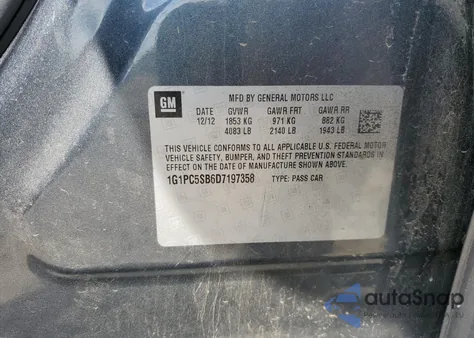 GM
MFD BY GENERAL MOTORS LLC
DATE GVWR GAWR FRT GAWR RR
12/12 1853 KG 971 KG 882 KG
4083 LB 2140 LB 1943 LB
THIS VEHICLE CONFORMS TO ALL APPLICABLE U.S. FEDERAL MOTOR
VEHICLE SAFETY, BUMPER, AND THEFT PREVENTION STANDARDS
IN EFFECT ON THE DATE OF MANUFACTURE SHOWN ABOVE.
1G1PC5SB6D7197358 TYPE: PASS CAR
autoSnap